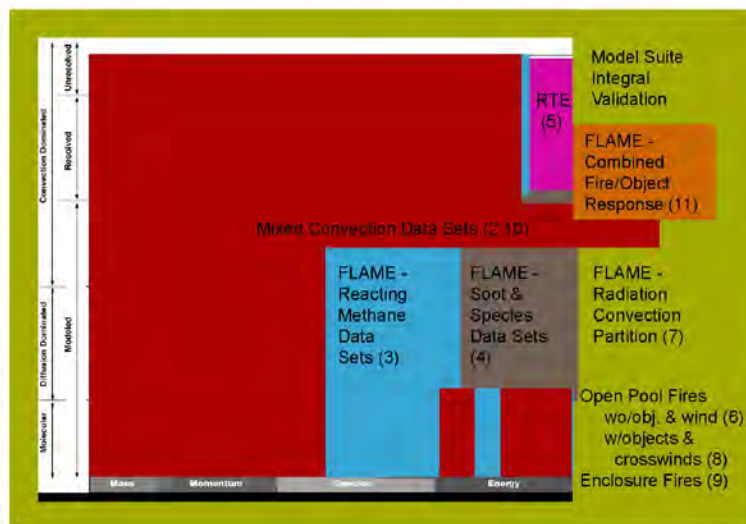 Model Suite
Integral
Validation
RTE
(5)
FLAME -
Combined
Fire/Object
Response (11)
Mixed Convection Data Sets (2
FLAME -
Reacting
Methane
Data
Sets (3)
FLAME -
Soot &
Species
Data Sets
(4)
FLAME -
Radiation
Convection
Partition (7)
Open Pool Fires
wo/obj. & wind (6)
w/objects &
crosswinds (8)
Enclosure Fires (9)
Convection Dominated
Diffusion Dominated
Molecular
Unresolved
Resolved
Modeled
Mass
Momentum
Energy